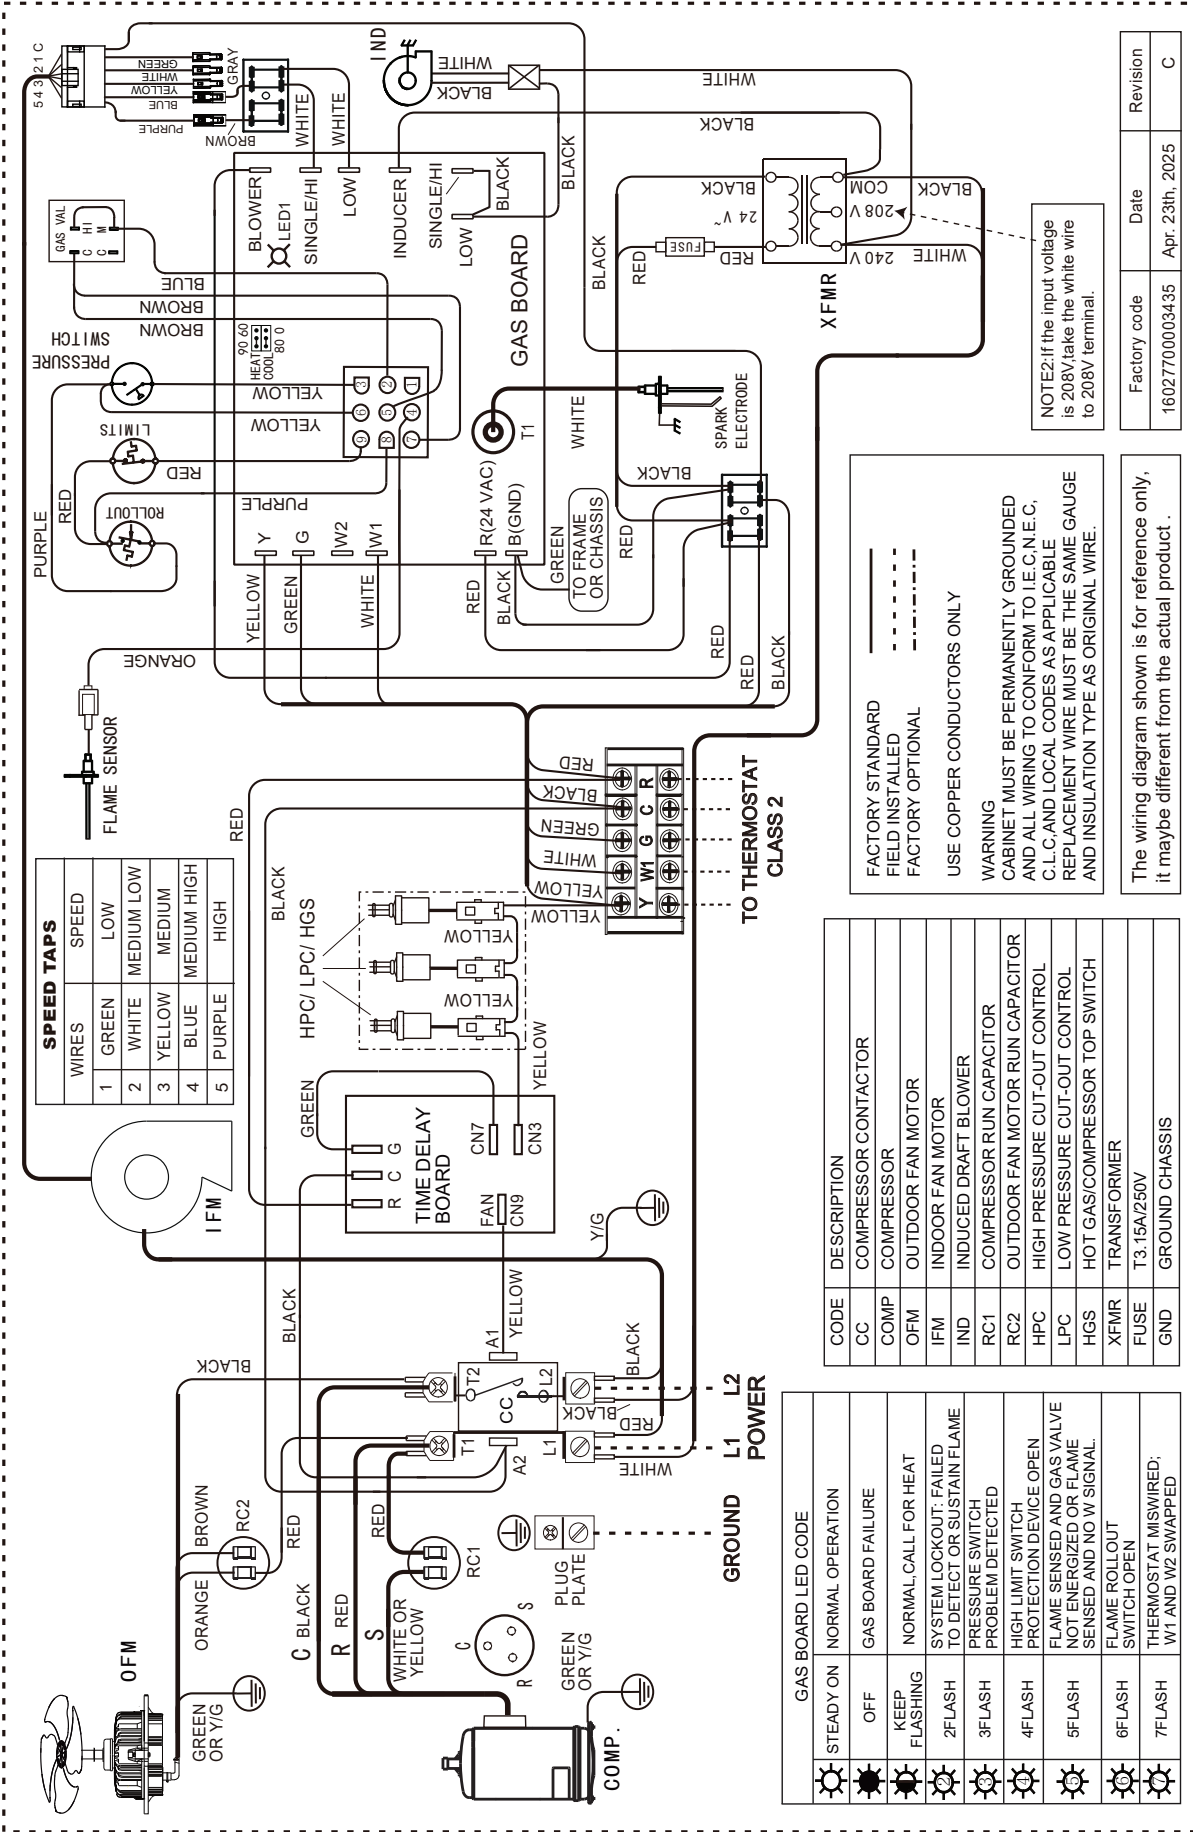 OFM
GREEN
OR Y/G
ORANGE
BROWN
RC2
RED
BLACK
C
BLACK
R
RED
S
WHITE OR
YELLOW
RED
RC1
C
R
S
COMP.
GREEN
OR Y/G
PLUG
PLATE
GROUND
L1
L2
POWER
T1
T2
CC
L1
L2
A1
A2
WHITE
RED
BLACK
BLACK
YELLOW
BLACK
Y/G
IFM
TIME DELAY
BOARD
R
C
G
FAN
CN9
CN7
CN3
GREEN
YELLOW
HPC/ LPC/ HGS
YELLOW
YELLOW
YELLOW
BLACK
RED
SPEED TAPS
WIRES SPEED
1 GREEN LOW
2 WHITE MEDIUM LOW
3 YELLOW MEDIUM
4 BLUE MEDIUM HIGH
5 PURPLE HIGH
FLAME SENSOR
ORANGE
YELLOW
WHITE
GREEN
BLACK
RED
Y
W1
G
C
R
TO THERMOSTAT
CLASS 2
YELLOW
GREEN
WHITE
RED
BLACK
GREEN
TO FRAME
OR CHASSIS
RED
RED
RED
BLACK
BLACK
PURPLE
RED
ROLLOUT
LIMITS
RED
PRESSURE
SWITCH
PURPLE
YELLOW
YELLOW
BROWN
BROWN
BLUE
GAS VAL
C HI
C M
Y
G
W2
W1
R(24 VAC)
B(GND)
9 6 3
8 5 2
7 4 1
90 60
HEAT
COOL
80 0
GAS BOARD
T1
WHITE
SPARK
ELECTRODE
BLOWER
LED1
SINGLE/HI
LOW
INDUCER
SINGLE/HI
LOW
BLACK
BLACK
WHITE
WHITE
5 4 3 2 1 C
GREEN
WHITE
YELLOW
BLUE
PURPLE
GRAY
BROWN
IND
WHITE
BLACK
WHITE
BLACK
BLACK
RED
FUSE
RED
BLACK
24 V~
COM
208 V
240 V
BLACK
WHITE
XFMR
NOTE2:If the input voltage
is 208V,take the white wire
to 208V terminal.
GAS BOARD LED CODE
STEADY ON NORMAL OPERATION
OFF GAS BOARD FAILURE
KEEP
FLASHING NORMAL,CALL FOR HEAT
2 2FLASH SYSTEM LOCKOUT: FAILED
TO DETECT OR SUSTAIN FLAME
3 3FLASH PRESSURE SWITCH
PROBLEM DETECTED
4 4FLASH HIGH LIMIT SWITCH
PROTECTION DEVICE OPEN
5 5FLASH FLAME SENSED AND GAS VALVE
NOT ENERGIZED OR FLAME
SENSED AND NO W SIGNAL.
6 6FLASH FLAME ROLLOUT
SWITCH OPEN
7 7FLASH THERMOSTAT MISWIRED;
W1 AND W2 SWAPPED
CODE DESCRIPTION
CC COMPRESSOR CONTACTOR
COMP COMPRESSOR
OFM OUTDOOR FAN MOTOR
IFM INDOOR FAN MOTOR
IND INDUCED DRAFT BLOWER
RC1 COMPRESSOR RUN CAPACITOR
RC2 OUTDOOR FAN MOTOR RUN CAPACITOR
HPC HIGH PRESSURE CUT-OUT CONTROL
LPC LOW PRESSURE CUT-OUT CONTROL
HGS HOT GAS/COMPRESSOR TOP SWITCH
XFMR TRANSFORMER
FUSE T3.15A/250V
GND GROUND CHASSIS
FACTORY STANDARD
FIELD INSTALLED
FACTORY OPTIONAL
USE COPPER CONDUCTORS ONLY
WARNING
CABINET MUST BE PERMANENTLY GROUNDED
AND ALL WIRING TO CONFORM TO I.E.C,N.E.C,
C.L.C,AND LOCAL CODES AS APPLICABLE
REPLACEMENT WIRE MUST BE THE SAME GAUGE
AND INSULATION TYPE AS ORIGINAL WIRE.
The wiring diagram shown is for reference only,
it maybe different from the actual product .
Factory code Date Revision
16027700003435 Apr. 23th, 2025 C